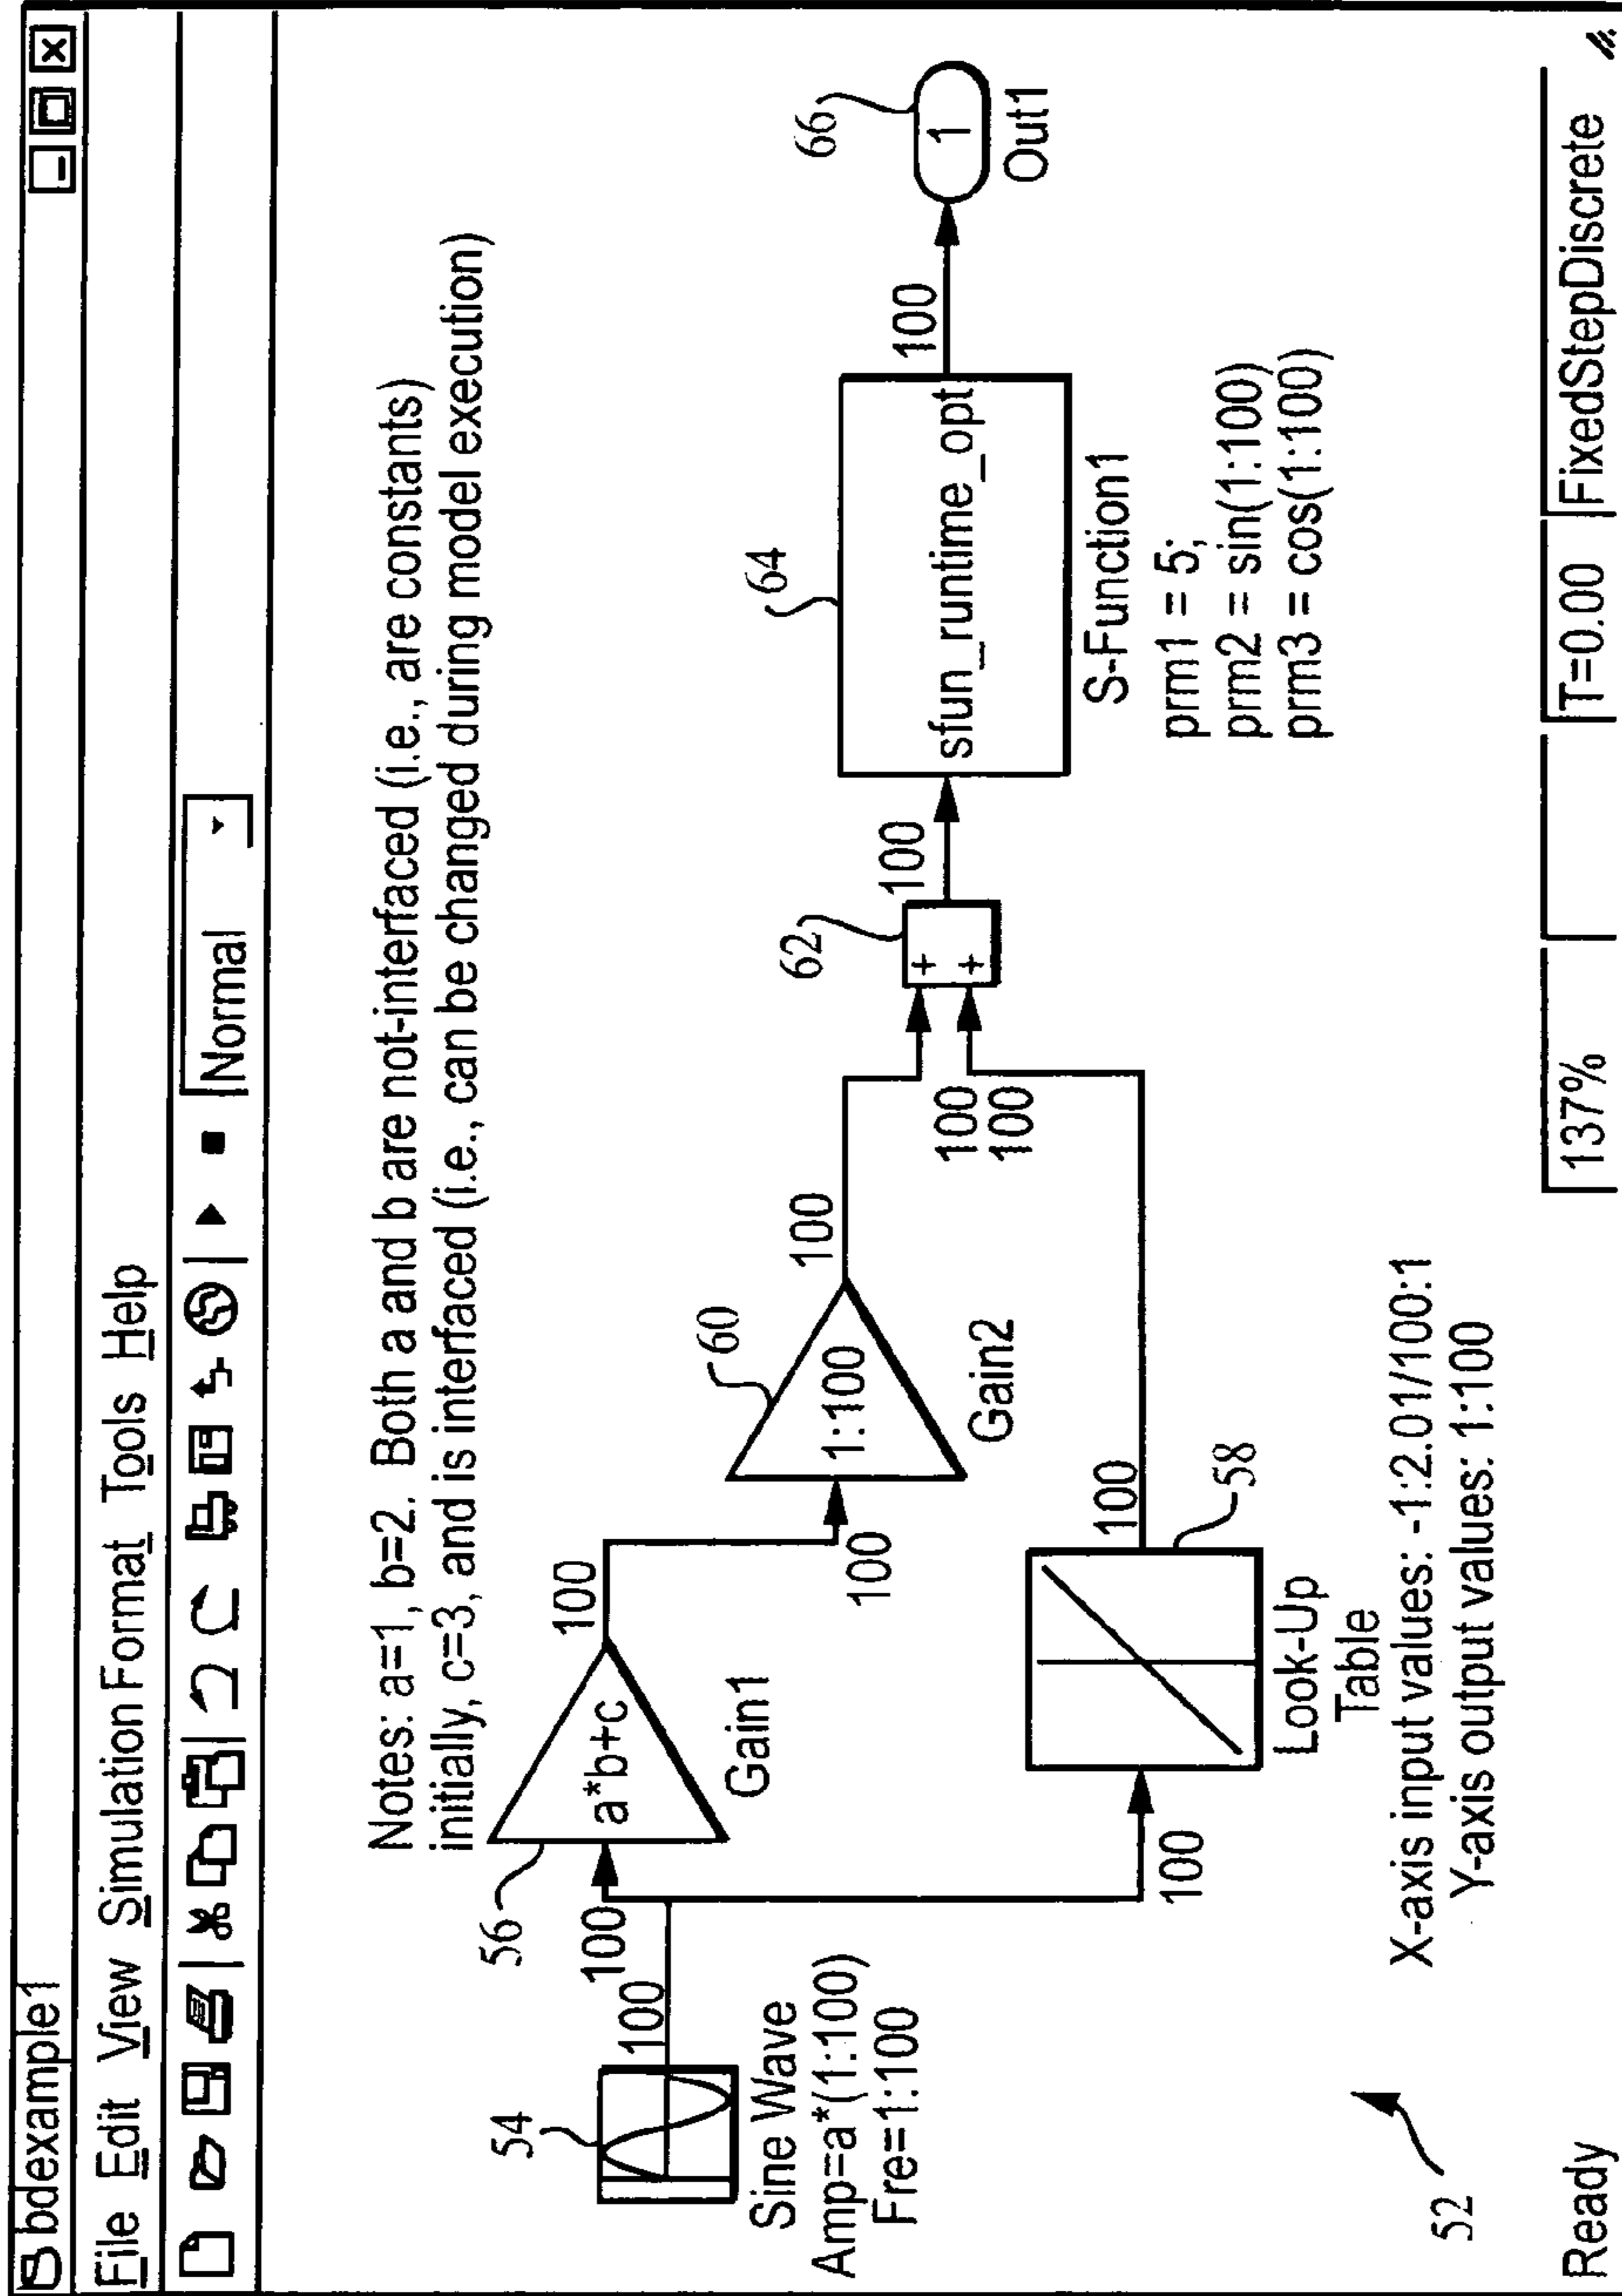 bdexample1
File Edit View Simulation Format Tools Help
Normal
Notes: a=1, b=2. Both a and b are not-interfaced (i.e., are constants)
initially, c=3, and is interfaced (i.e., can be changed during model execution)
54
100
100
Sine Wave
Amp=a*(1:100)
Fre=1:100
56
a*b+c
100
Gain1
100
60
1:100
100
Gain2
100
100
Look-Up
Table
58
100
X-axis input values: -1:2.01/100:1
Y-axis output values: 1:100
100
100
62
+
+
100
64
sfun_runtime_opt
100
S-Function1
prm1 = 5;
prm2 = sin(1:100)
prm3 = cos(1:100)
66
1
Out1
52
Ready
137%
T=0.00
FixedStepDiscrete